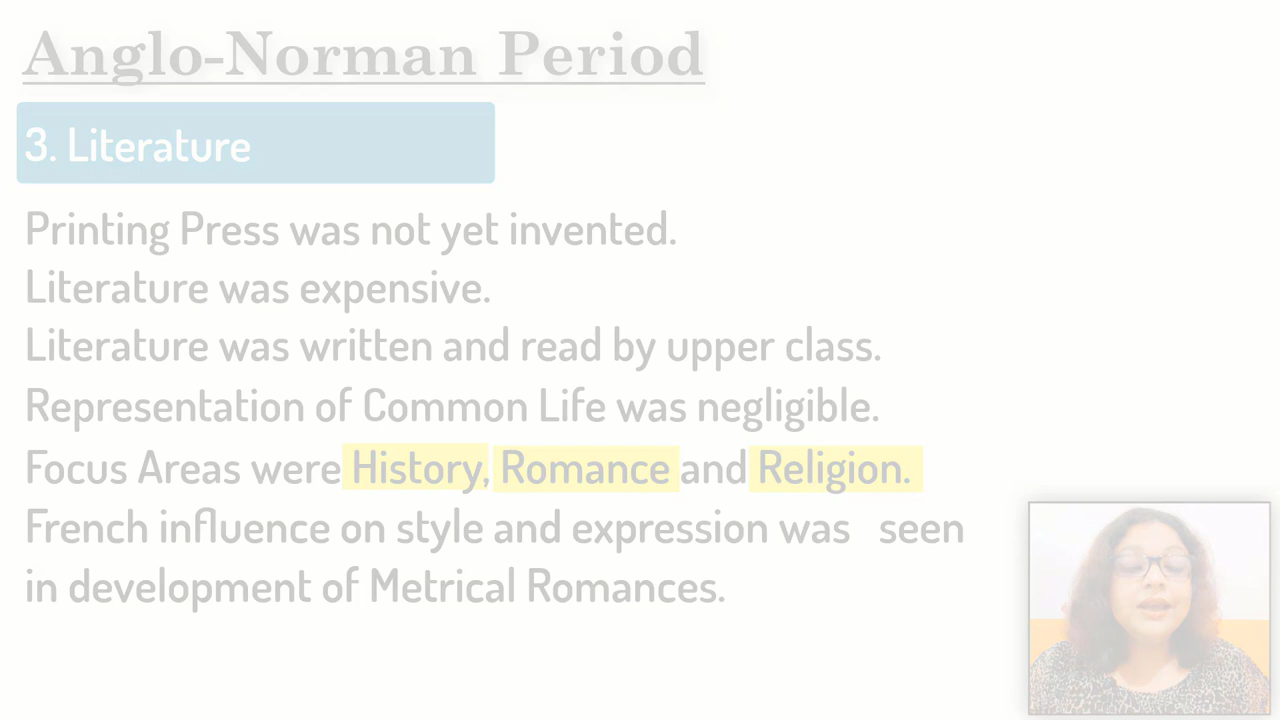 Anglo-Norman Period
3. Literature
Printing Press was not yet invented.
Literature was expensive.
Literature was written and read by upper class.
Representation of Common Life was negligible.
Focus Areas were History, Romance and Religion.
French influence on style and expression was seen
in development of Metrical Romances.